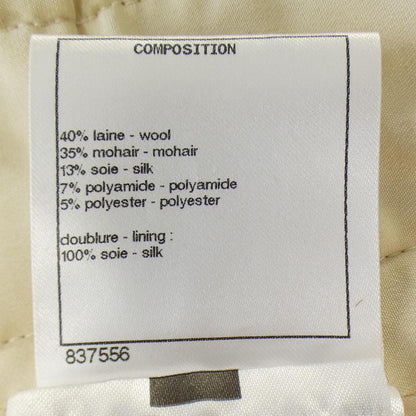 COMPOSITION
40% laine - wool
35% mohair - mohair
13% soie - silk
7% polyamide - polyamide
5% polyester - polyester
doublure - lining :
100% soie - silk
837556